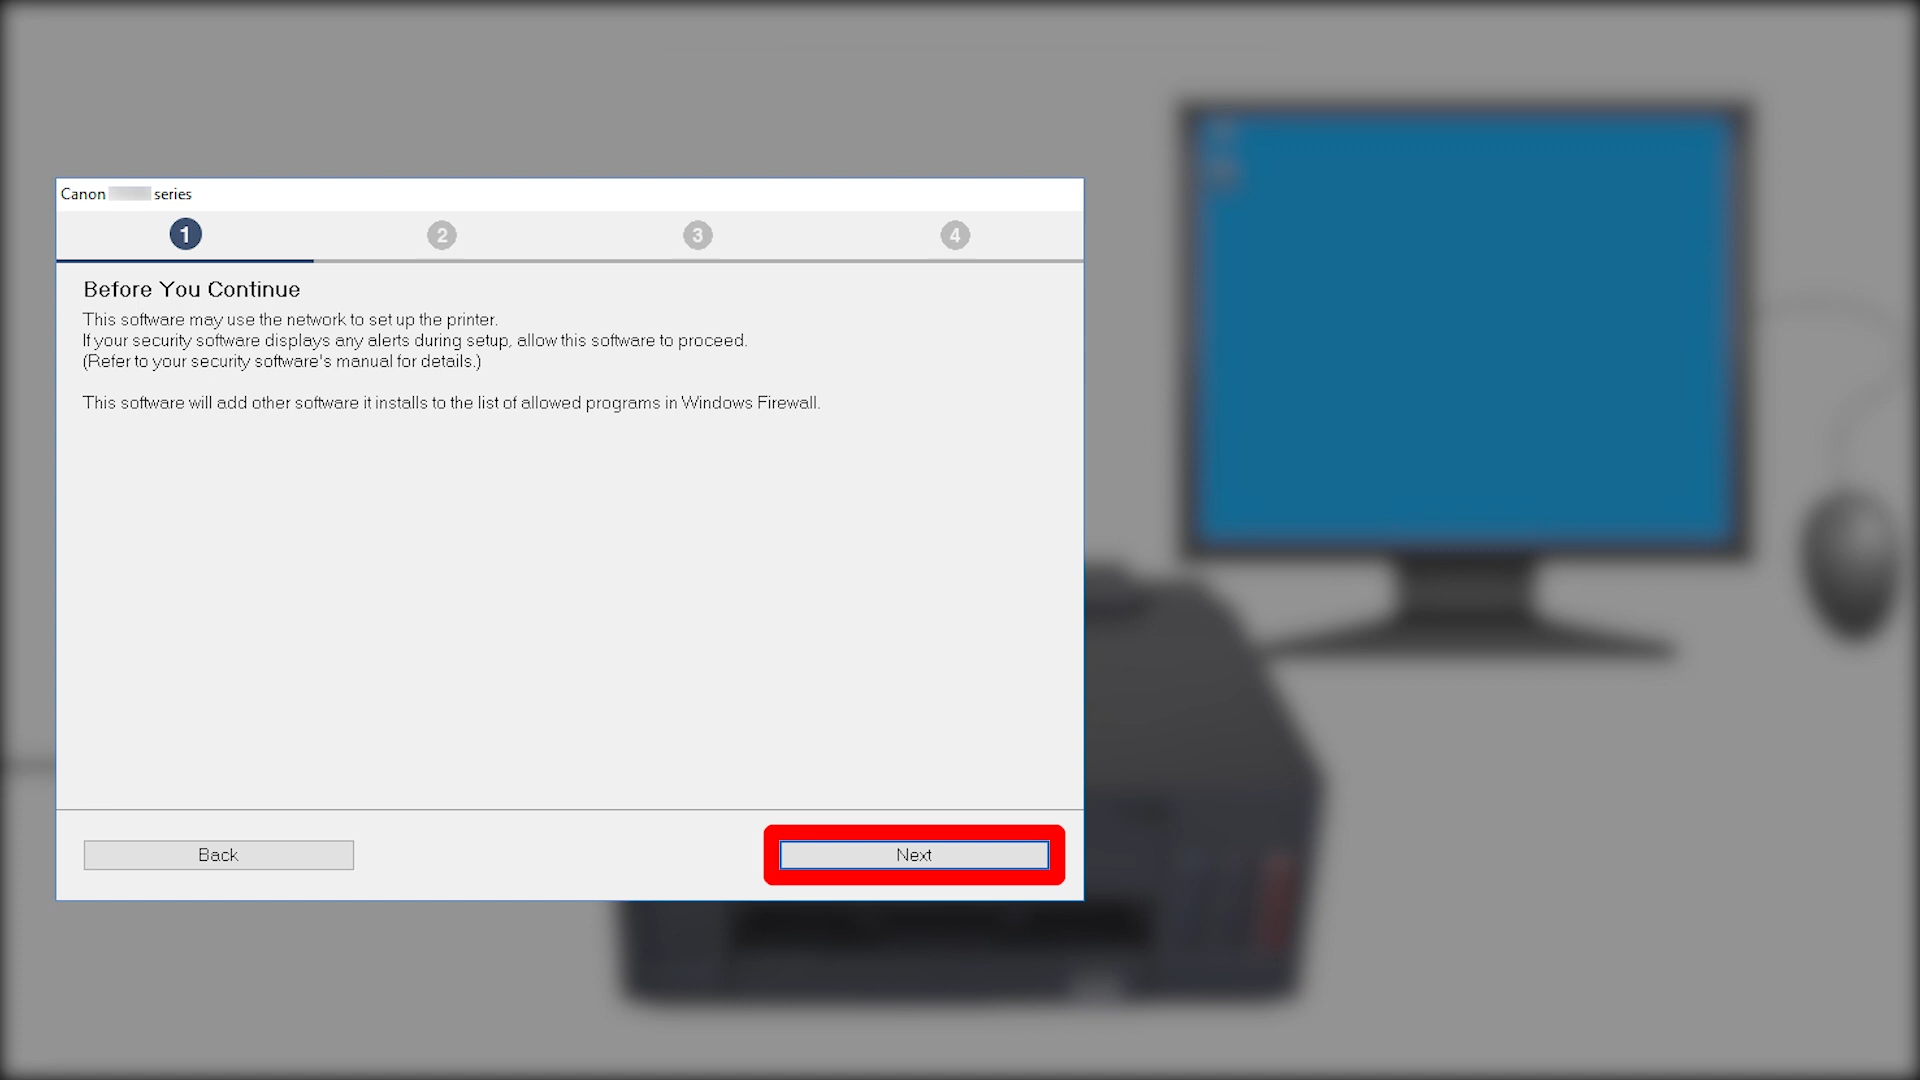 Canon series
1
2
3
4
Before You Continue
This software may use the network to set up the printer.
If your security software displays any alerts during setup, allow this software to proceed.
(Refer to your security software's manual for details.)
This software will add other software it installs to the list of allowed programs in Windows Firewall.
Back
Next